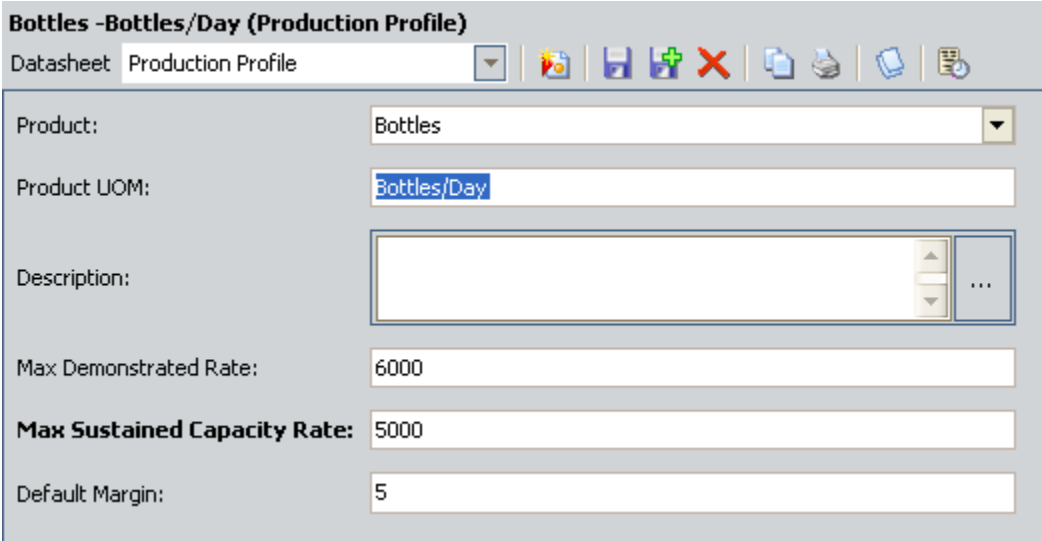 Bottles -Bottles/Day (Production Profile)
Datasheet Production Profile
Product: Bottles
Product UOM: Bottles/Day
Description: ...
Max Demonstrated Rate: 6000
Max Sustained Capacity Rate: 5000
Default Margin: 5